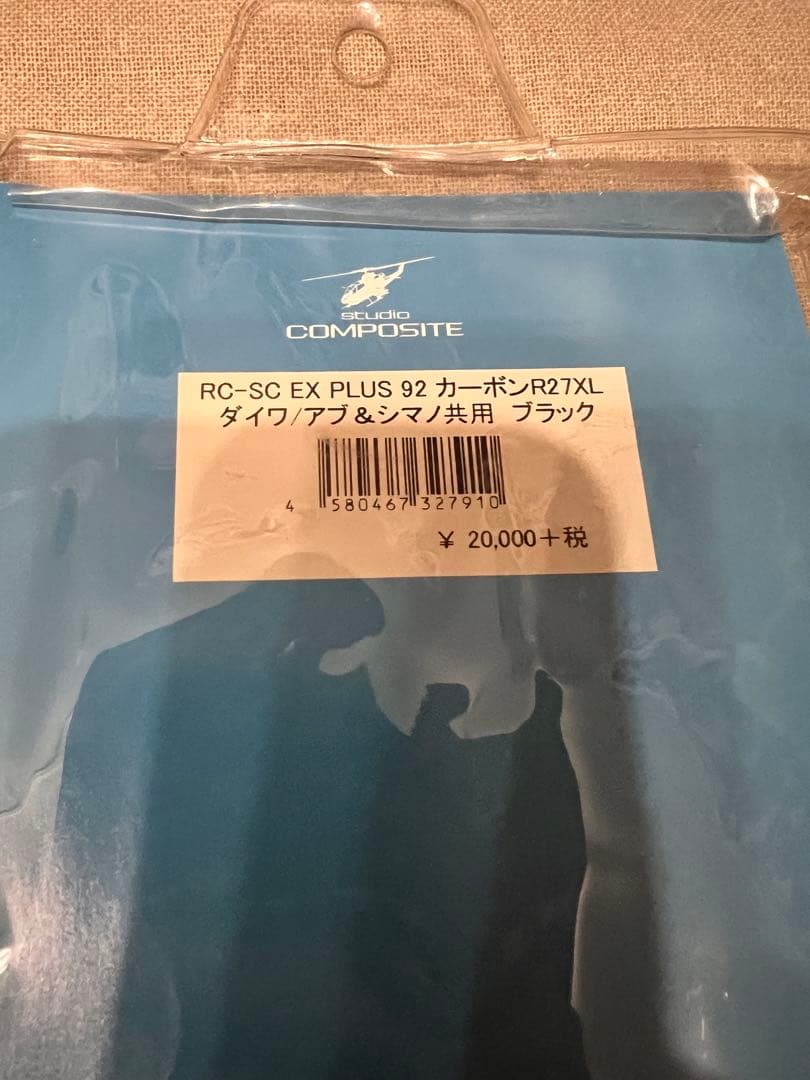 studio
COMPOSITE
RC-SC EX PLUS 92 カーボンR27XL
ダイワ/アブ&シマノ共用 ブラック
4 580467 327910
¥ 20,000+税